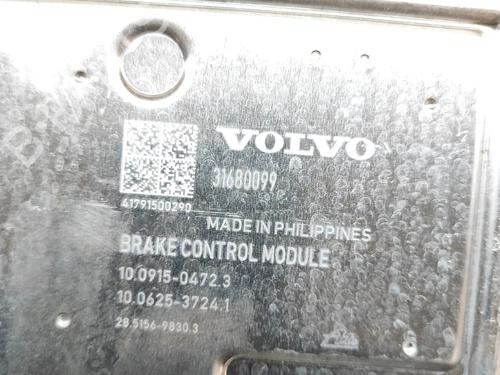 VOLVO
31680099
41791500290
MADE IN PHILIPPINES
BRAKE CONTROL MODULE
10.0915-0472.3
10.0625-3724.1
28.5156-9830.3